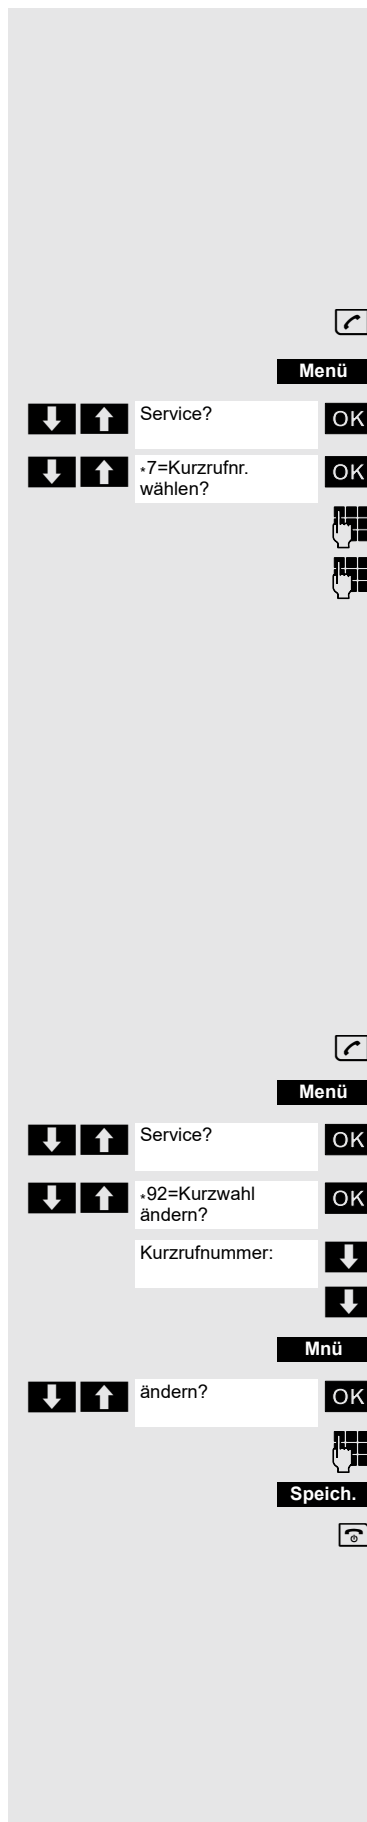 Menü
Service?
OK
*7=Kurzrufnr.
wählen?
OK
Menü
Service?
OK
*92=Kurzwahl
ändern?
OK
Kurzrufnummer:
Mnü
ändern?
OK
Speich.